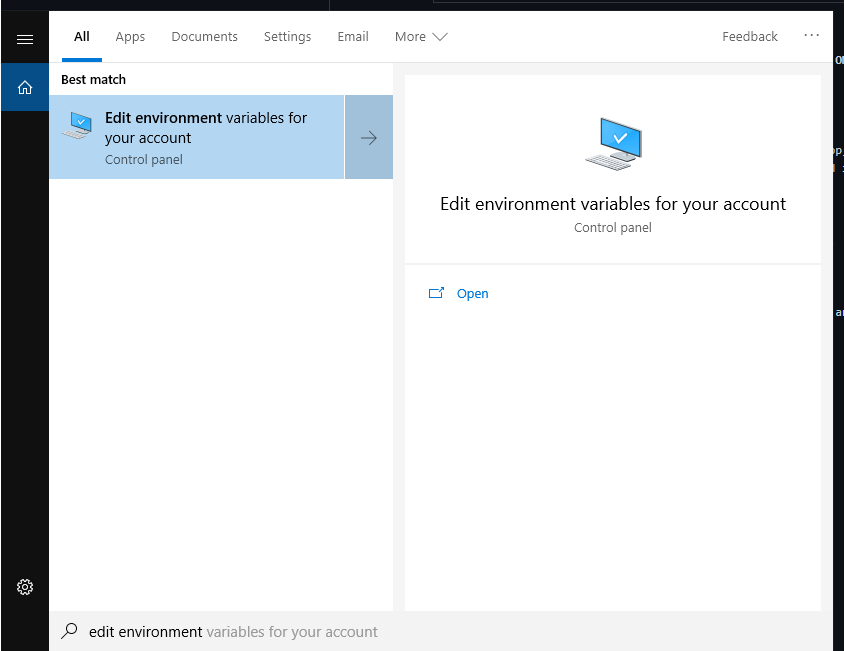 All Apps Documents Settings Email More Feedback ...
Best match
Edit environment variables for
your account
Control panel
Edit environment variables for your account
Control panel
Open
edit environment variables for your account